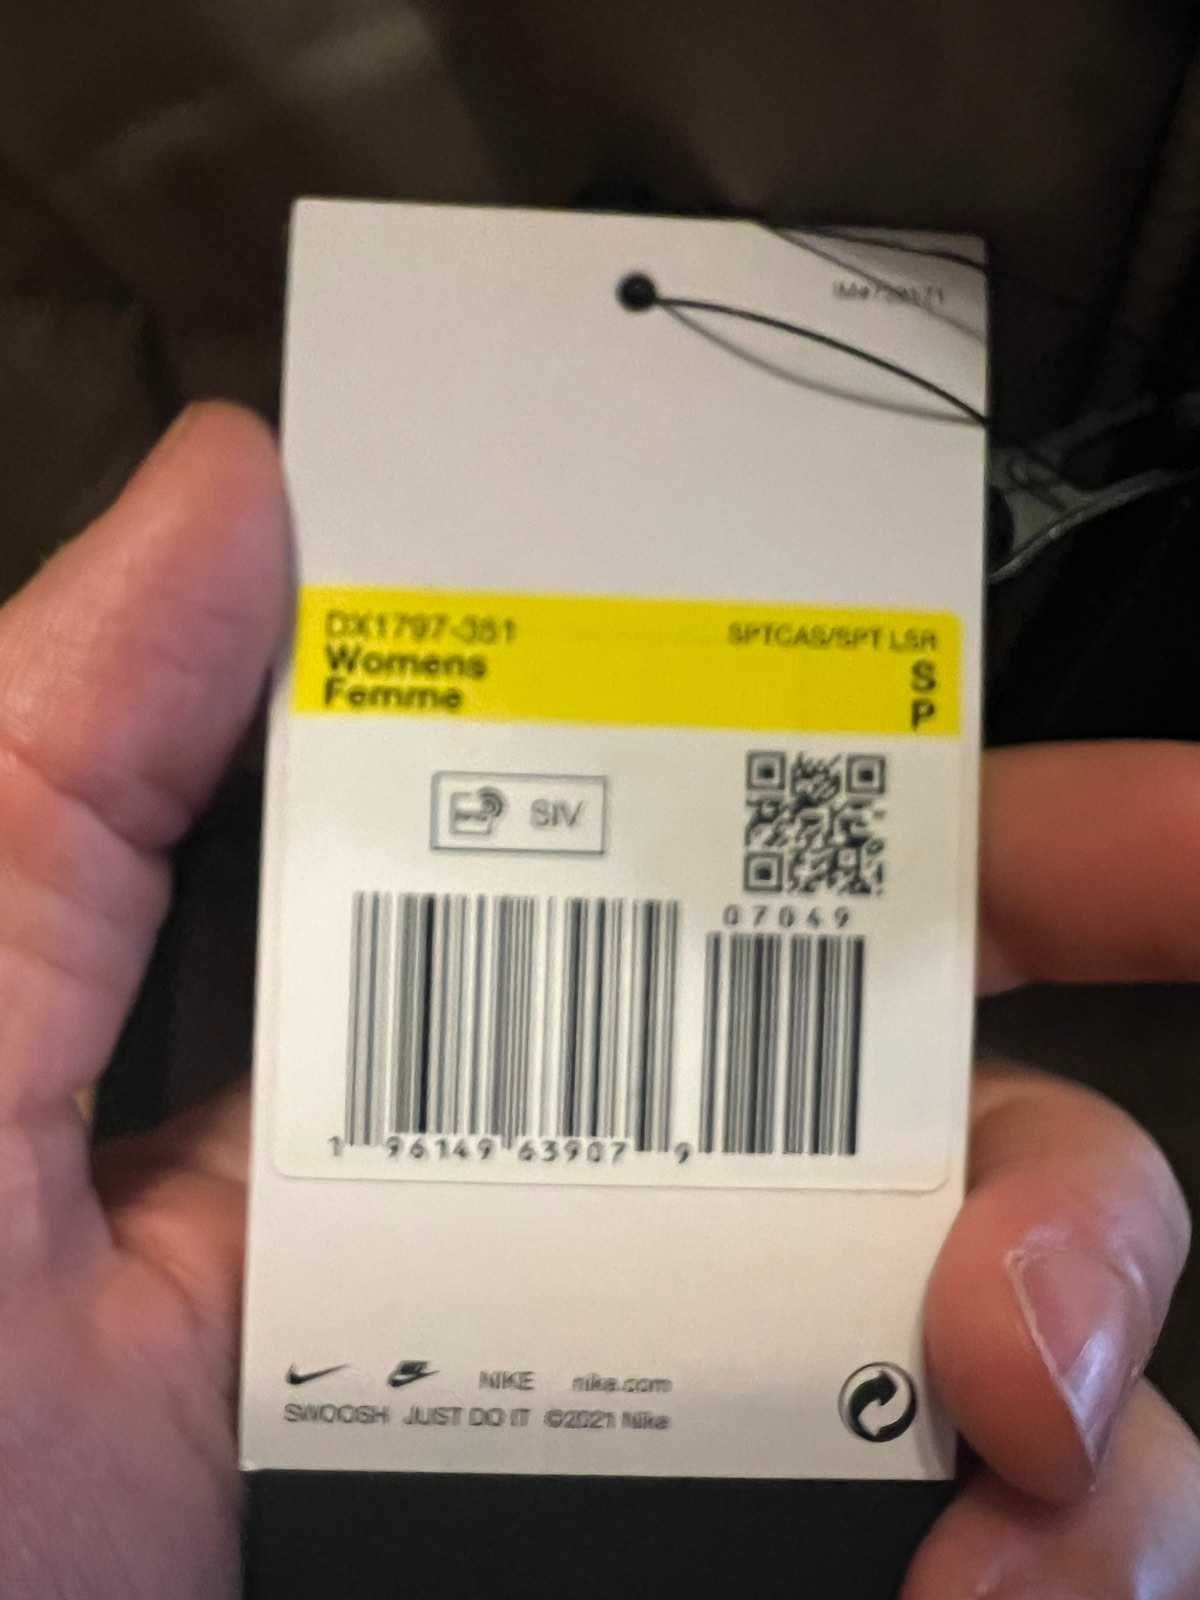 DX1797-351
SPTCAS/SPT LSR
Womens
S
Femme
P
SIV
07049
1 96149 63907 9
NIKE nike.com
SWOOSH JUST DO IT ©2021 Nike